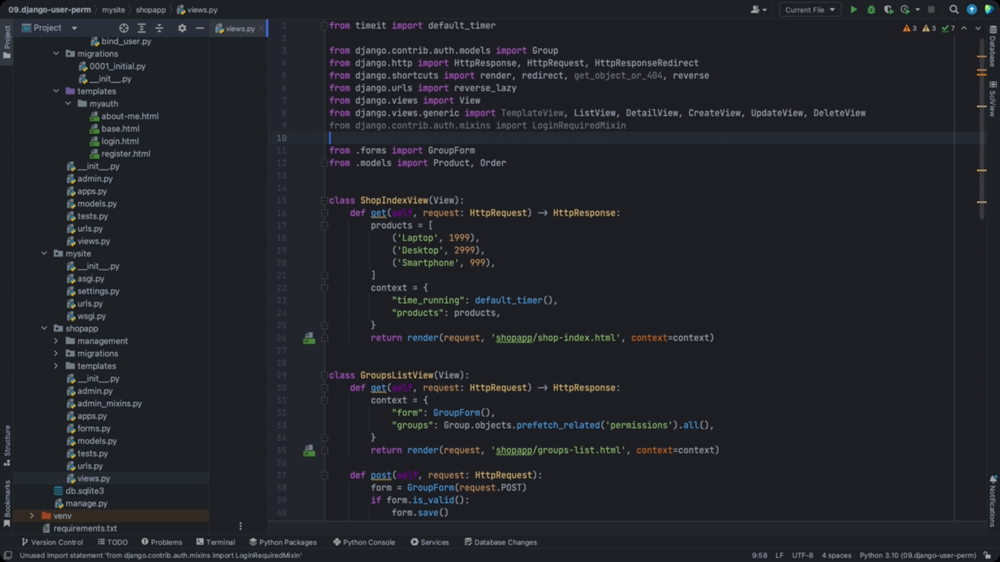 09.django-user-perm  mysite  shopapp  views.py
Current File
Project
views.py
3 3 7
Project
bind_user.py
migrations
0001_initial.py
__init__.py
templates
myauth
about-me.html
base.html
login.html
register.html
__init__.py
admin.py
apps.py
models.py
tests.py
urls.py
views.py
mysite
__init__.py
asgi.py
settings.py
urls.py
wsgi.py
shopapp
management
migrations
templates
__init__.py
admin.py
admin_mixins.py
apps.py
forms.py
models.py
tests.py
urls.py
views.py
db.sqlite3
manage.py
venv
requirements.txt
Structure
Bookmarks
1 from timeit import default_timer
2
3 from django.contrib.auth.models import Group
4 from django.http import HttpResponse, HttpRequest, HttpResponseRedirect
5 from django.shortcuts import render, redirect, get_object_or_404, reverse
6 from django.urls import reverse_lazy
7 from django.views import View
8 from django.views.generic import TemplateView, ListView, DetailView, CreateView, UpdateView, DeleteView
9 from django.contrib.auth.mixins import LoginRequiredMixin
10
11 from .forms import GroupForm
12 from .models import Product, Order
13
14
15 class ShopIndexView(View):
16 def get(self, request: HttpRequest) -> HttpResponse:
17 products = [
18 ('Laptop', 1999),
19 ('Desktop', 2999),
20 ('Smartphone', 999),
21 ]
22 context = {
23 "time_running": default_timer(),
24 "products": products,
25 }
26 return render(request, 'shopapp/shop-index.html', context=context)
27
28
29 class GroupsListView(View):
30 def get(self, request: HttpRequest) -> HttpResponse:
31 context = {
32 "form": GroupForm(),
33 "groups": Group.objects.prefetch_related('permissions').all(),
34 }
35 return render(request, 'shopapp/groups-list.html', context=context)
36
37 def post(self, request: HttpRequest):
38 form = GroupForm(request.POST)
39 if form.is_valid():
40 form.save()
Database
SciView
Notifications
Version Control  TODO  Problems  Terminal  Python Packages  Python Console  Services  Database Changes
Unused import statement 'from django.contrib.auth.mixins import LoginRequiredMixin'
9:58  LF  UTF-8  4 spaces  Python 3.10 (09.django-user-perm)